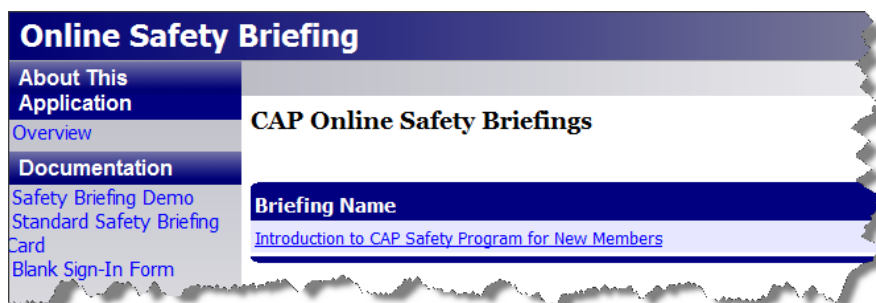 Online Safety Briefing
About This
Application
Overview
Documentation
Safety Briefing Demo
Standard Safety Briefing
Card
Blank Sign-In Form
CAP Online Safety Briefings
Briefing Name
Introduction to CAP Safety Program for New Members